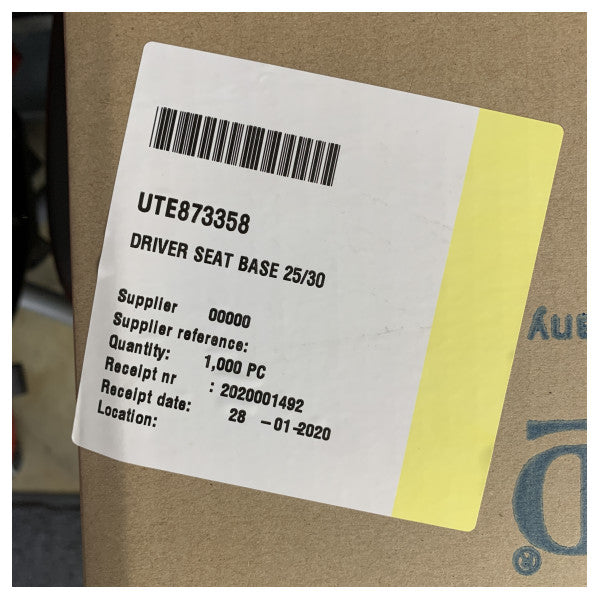 UTE873358
DRIVER SEAT BASE 25/30
Supplier 00000
Supplier reference:
Quantity: 1,000 PC
Receipt nr : 2020001492
Receipt date: 28 -01-2020
Location: